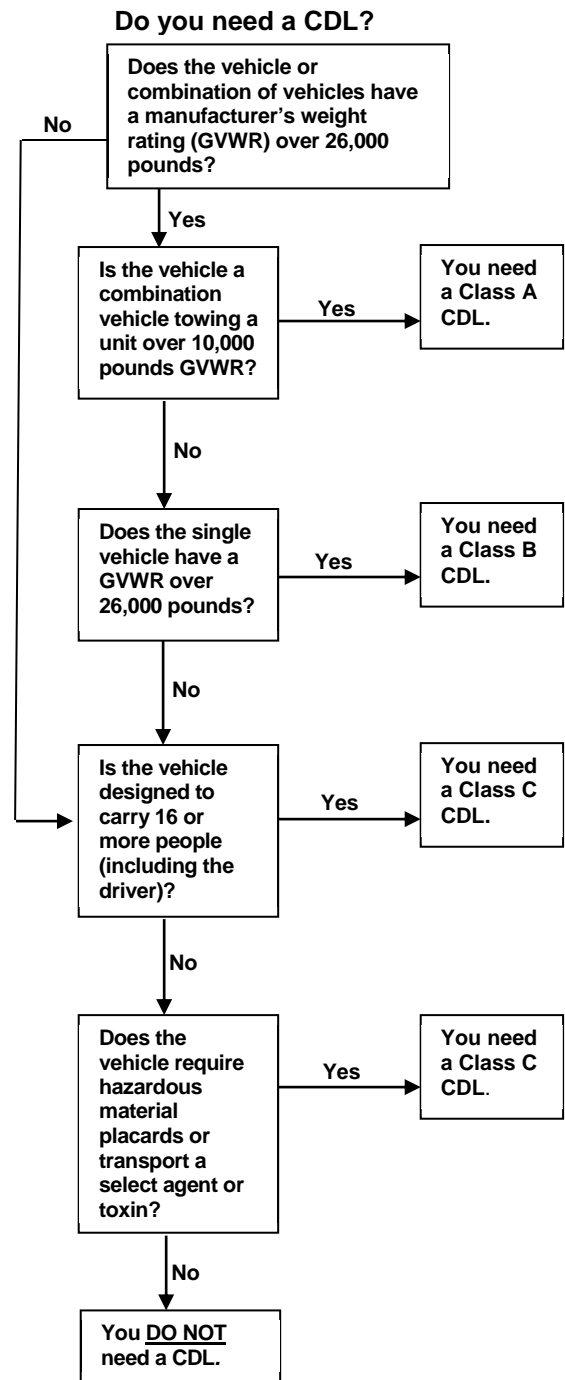 Do you need a CDL?
Does the vehicle or
combination of vehicles have
a manufacturer's weight
rating (GVWR) over 26,000
pounds?
No
Yes
Is the vehicle a
combination
vehicle towing a
unit over 10,000
pounds GVWR?
Yes
You need
a Class A
CDL.
No
Does the single
vehicle have a
GVWR over
26,000 pounds?
Yes
You need
a Class B
CDL.
No
Is the vehicle
designed to
carry 16 or
more people
(including the
driver)?
Yes
You need
a Class C
CDL.
No
Does the
vehicle require
hazardous
material
placards or
transport a
select agent or
toxin?
Yes
You need
a Class C
CDL.
No
You DO NOT
need a CDL.